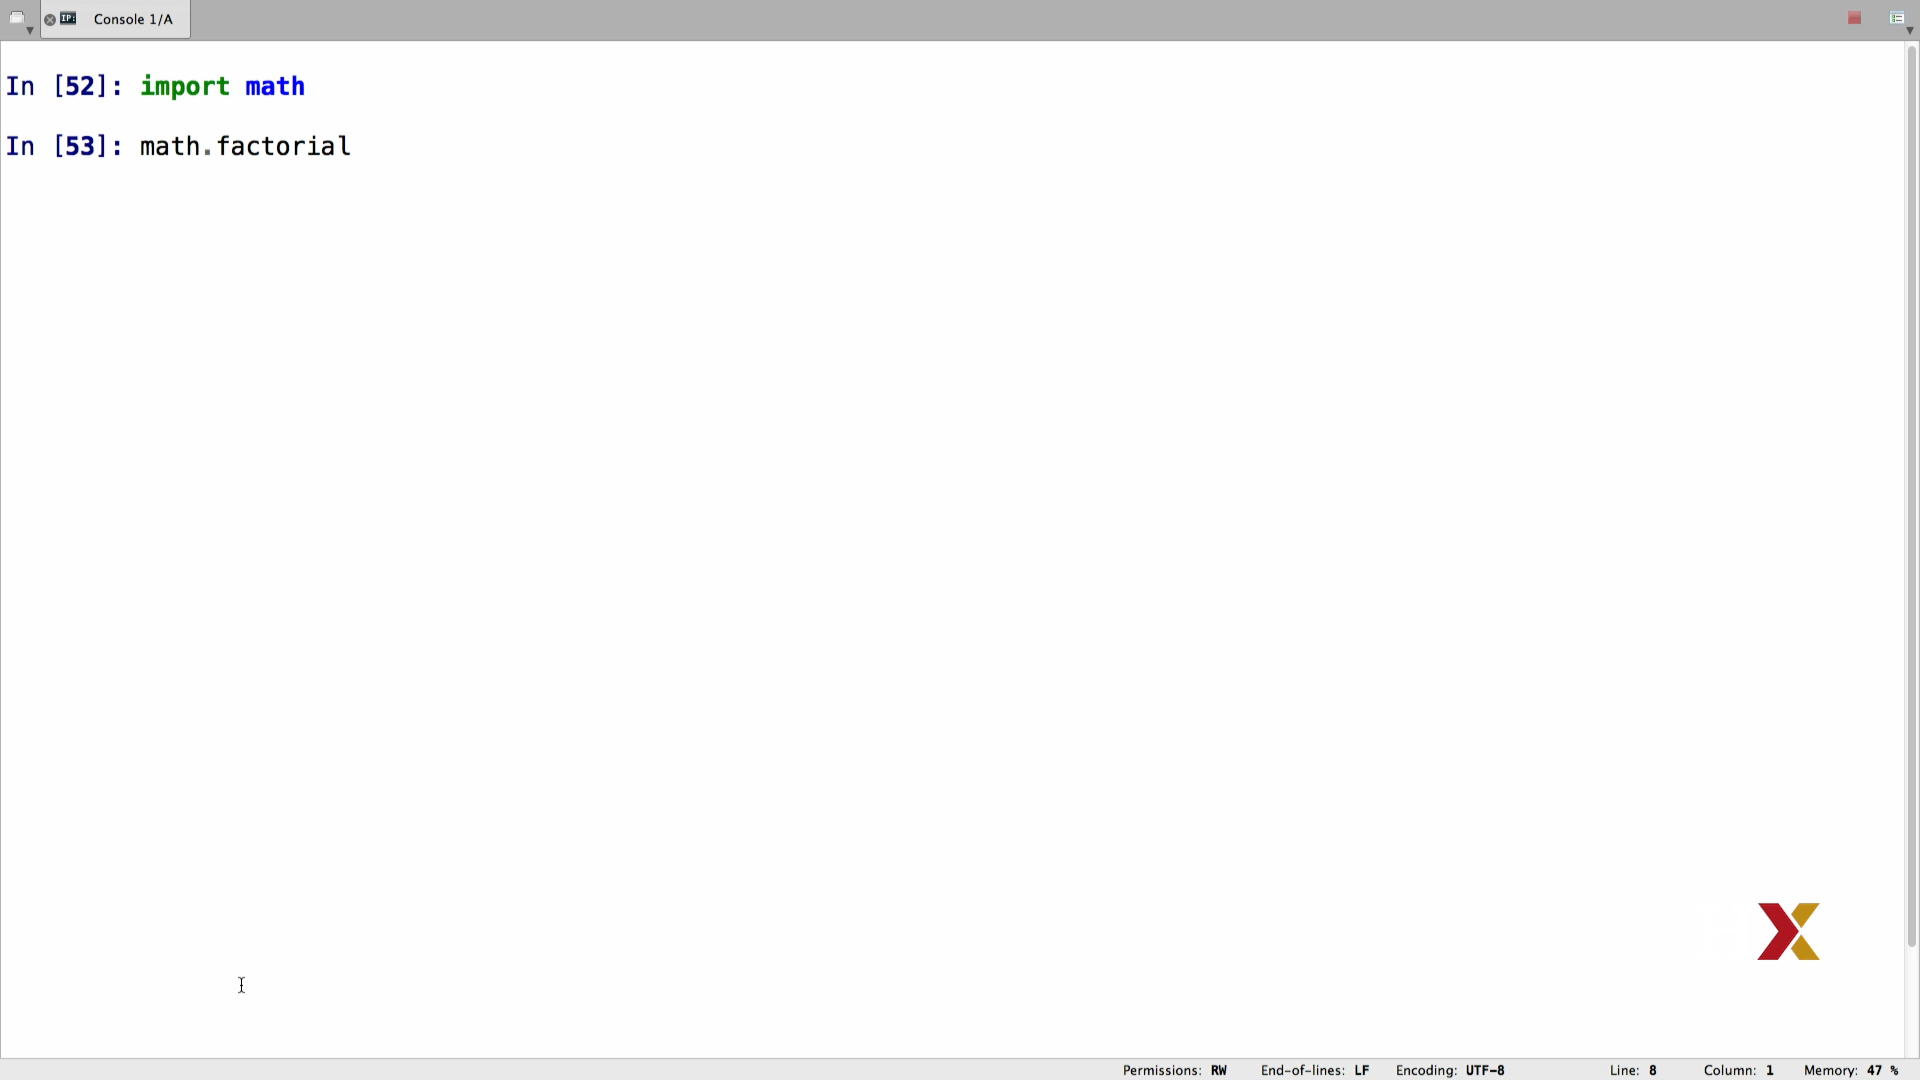 IP: Console 1/A
In [52]: import math
In [53]: math.factorial
Permissions: RW End-of-lines: LF Encoding: UTF-8 Line: 8 Column: 1 Memory: 47 %